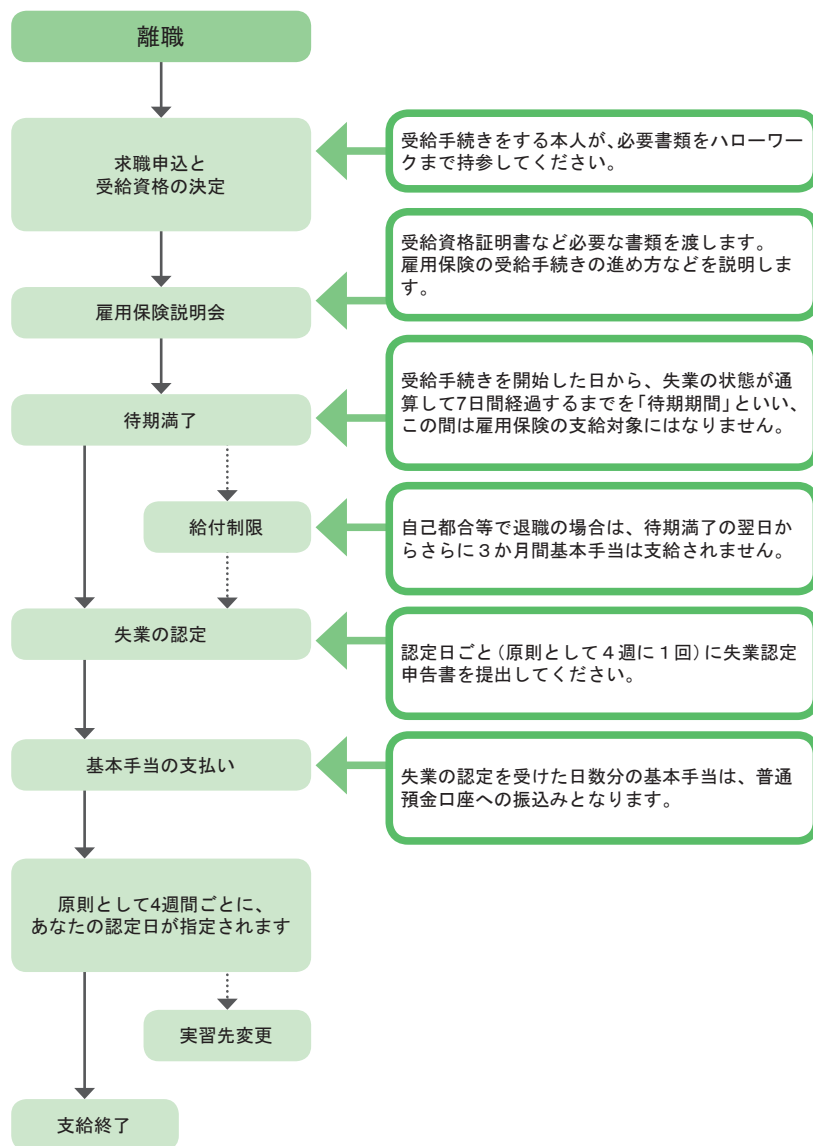 離職
求職申込と
受給資格の決定
受給手続きをする本人が、必要書類をハローワー
クまで持参してください。
雇用保険説明会
受給資格証明書など必要な書類を渡します。
雇用保険の受給手続きの進め方などを説明しま
す。
待期満了
受給手続きを開始した日から、失業の状態が通
算して7日間経過するまでを「待期期間」といい、
この間は雇用保険の支給対象にはなりません。
給付制限
自己都合等で退職の場合は、待期満了の翌日か
らさらに３か月間基本手当は支給されません。
失業の認定
認定日ごと（原則として４週に１回）に失業認定
申告書を提出してください。
基本手当の支払い
失業の認定を受けた日数分の基本手当は、普通
預金口座への振込みとなります。
原則として4週間ごとに、
あなたの認定日が指定されます
実習先変更
支給終了